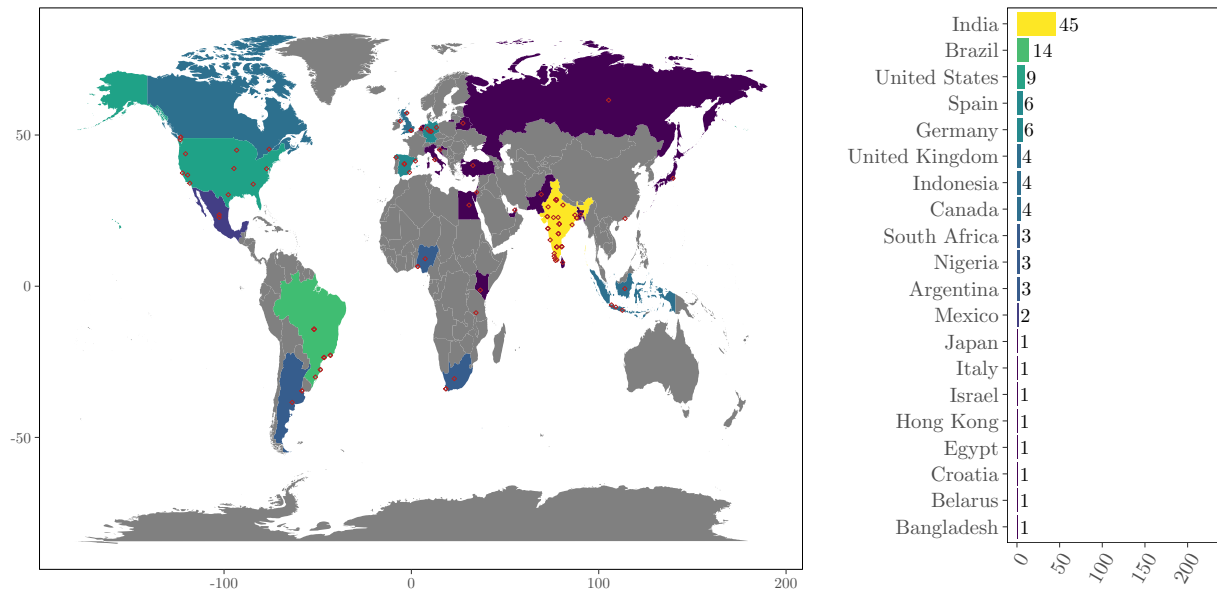 50
0
-50
-100
0
100
200
India 45
Brazil 14
United States 9
Spain 6
Germany 6
United Kingdom 4
Indonesia 4
Canada 4
South Africa 3
Nigeria 3
Argentina 3
Mexico 2
Japan 1
Italy 1
Israel 1
Hong Kong 1
Egypt 1
Croatia 1
Belarus 1
Bangladesh 1
0
50
100
150
200